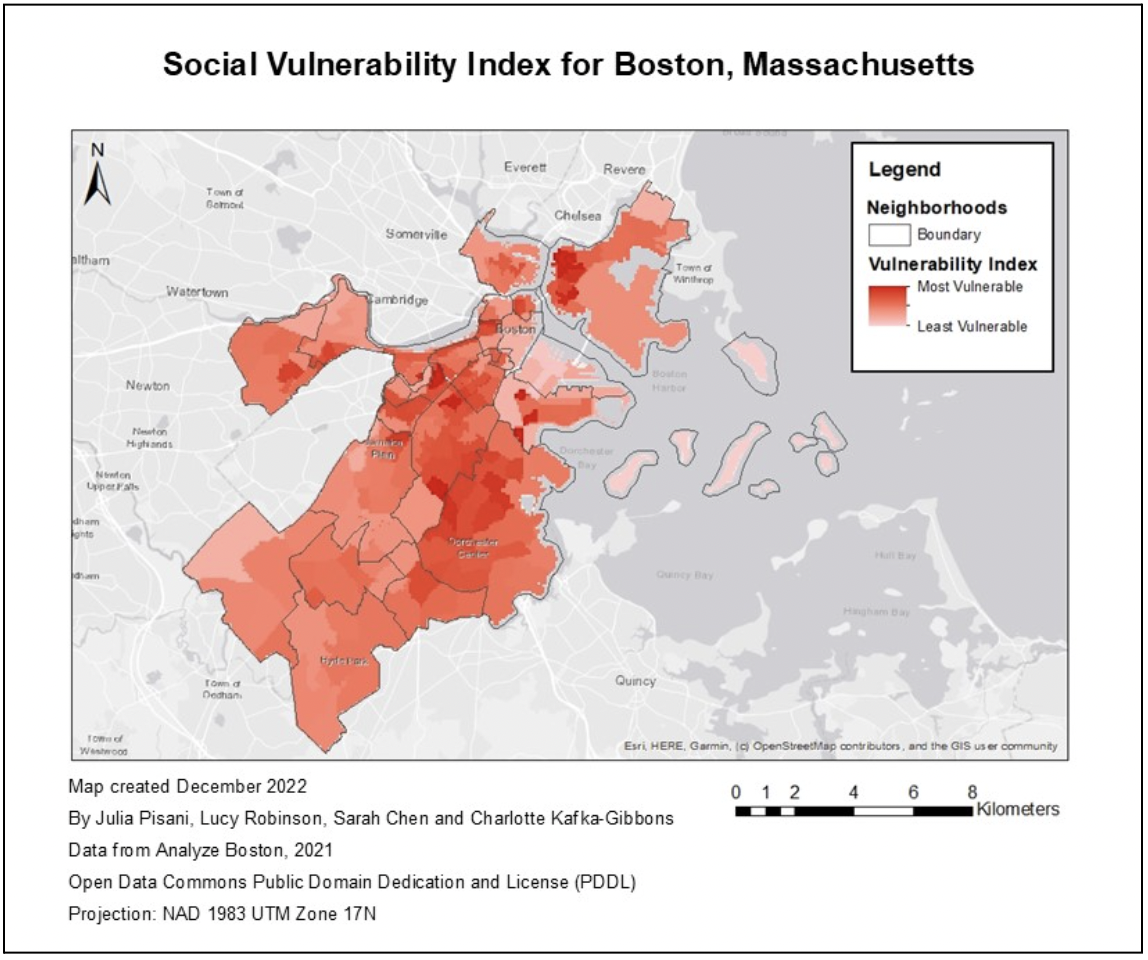 Social Vulnerability Index for Boston, Massachusetts
Broad Sound
N
Everett
Revere
Town of
Belmont
Chelsea
Somerville
altham
Watertown
Cambridge
Town of
Winthrop
Boston
Boston
Harbor
Newton
Newton
Highlands
Jamaica
Plain
Dorchester
Bay
Newton
Upper Falls
dham
ights
Dorchester
Center
dham
Quincy Bay
Hull Bay
Hingham Bay
Hyde Park
Town of
Dedham
Quincy
Town of
Westwood
Esri, HERE, Garmin, (c) OpenStreetMap contributors, and the GIS user community
Legend
Neighborhoods
Boundary
Vulnerability Index
Most Vulnerable
Least Vulnerable
Map created December 2022
By Julia Pisani, Lucy Robinson, Sarah Chen and Charlotte Kafka-Gibbons
Data from Analyze Boston, 2021
Open Data Commons Public Domain Dedication and License (PDDL)
Projection: NAD 1983 UTM Zone 17N
0 1 2 4 6 8
Kilometers